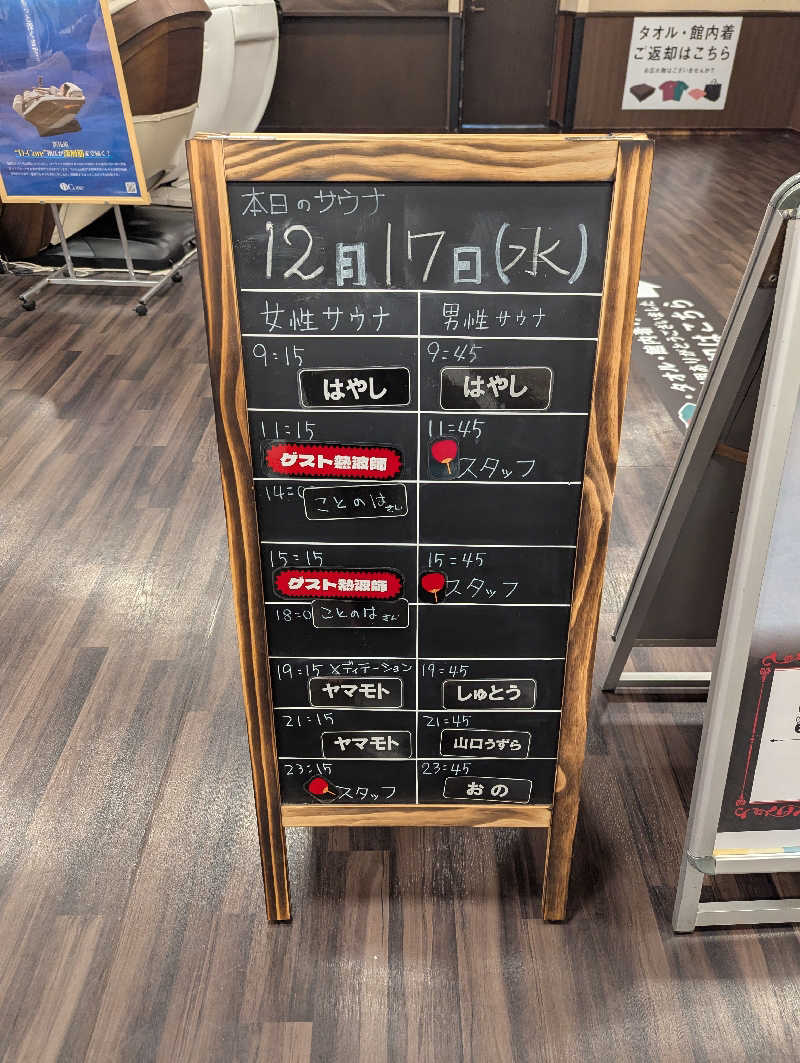 タオル・館内着
ご返却はこちら
本日のサウナ
12月17日(水)
女性サウナ 男性サウナ
9:15 9:45
はやし はやし
11:15 11:45
ゲスト熱波師 スタッフ
14:0 ことのはさん
15:15 15:45
ゲスト熱波師 スタッフ
18:0 ことのはさん
19:15 メディテーション 19:45
ヤマモト しゅとう
21:15 21:45
ヤマモト 山口うずら
23:15 23:45
スタッフ おの